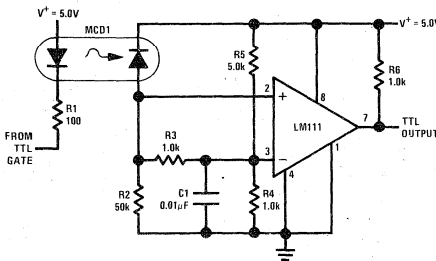 V+ = 5.0V
MCD1
V+ = 5.0V
R5
5.0k
R6
1.0k
R1
100
2
+
8
LM111
7
TTL
OUTPUT
FROM
TTL
GATE
R3
1.0k
3
−
4
1
R2
50k
C1
0.01μF
R4
1.0k